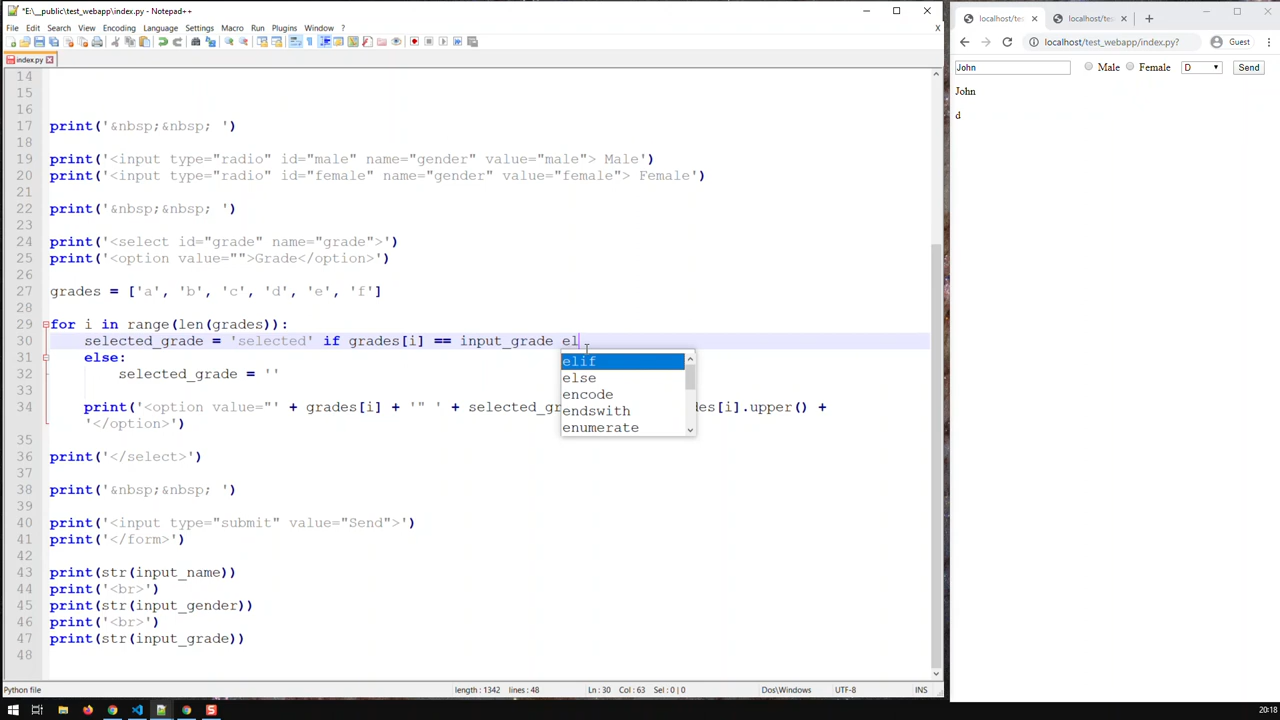 *E:\__public\test_webapp\index.py - Notepad++
File Edit Search View Encoding Language Settings Tools Macro Run Plugins Window ? X
index.py
14
15
16
17 print('&nbsp;&nbsp; ')
18
19 print('<input type="radio" id="male" name="gender" value="male"> Male')
20 print('<input type="radio" id="female" name="gender" value="female"> Female')
21
22 print('&nbsp;&nbsp; ')
23
24 print('<select id="grade" name="grade">')
25 print('<option value="">Grade</option>')
26
27 grades = ['a', 'b', 'c', 'd', 'e', 'f']
28
29 for i in range(len(grades)):
30 selected_grade = 'selected' if grades[i] == input_grade el
31 else:
32 selected_grade = ''
33
34 print('<option value="' + grades[i] + '" ' + selected_gr des[i].upper() +
'</option>')
35
36 print('</select>')
37
38 print('&nbsp;&nbsp; ')
39
40 print('<input type="submit" value="Send">')
41 print('</form>')
42
43 print(str(input_name))
44 print('<br>')
45 print(str(input_gender))
46 print('<br>')
47 print(str(input_grade))
48
elif
else
encode
endswith
enumerate
Python file length : 1342 lines : 48 Ln : 30 Col : 63 Sel : 0 | 0 Dos\Windows UTF-8 INS
localhost/tes localhost/tes
localhost/test_webapp/index.py? Guest
John Male Female D Send
John
d
20:18